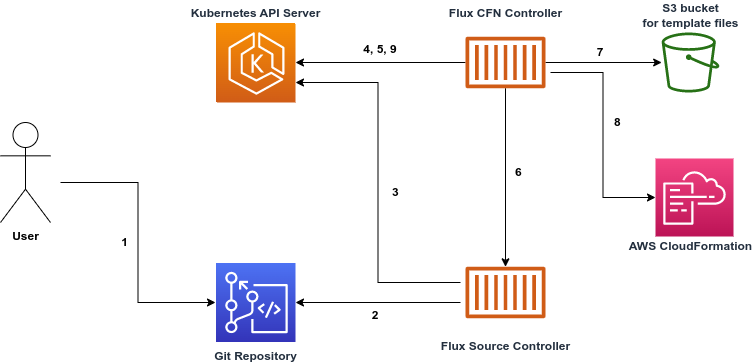 Kubernetes API Server
Flux CFN Controller
S3 bucket
for template files
4, 5, 9
7
K
8
6
3
User
1
AWS CloudFormation
2
Flux Source Controller
Git Repository